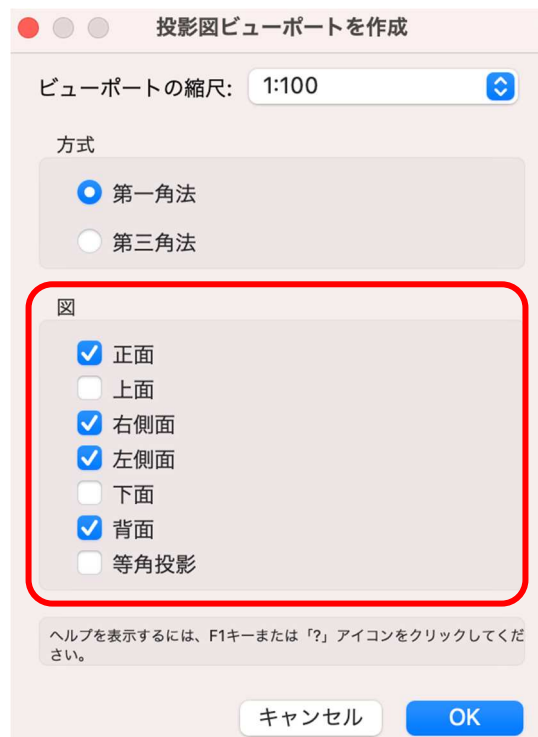 投影図ビューポートを作成
ビューポートの縮尺: 1:100
方式
第一角法
第三角法
図
正面
上面
右側面
左側面
下面
背面
等角投影
ヘルプを表示するには、F1キーまたは「?」アイコンをクリックしてくだ
さい。
キャンセル OK